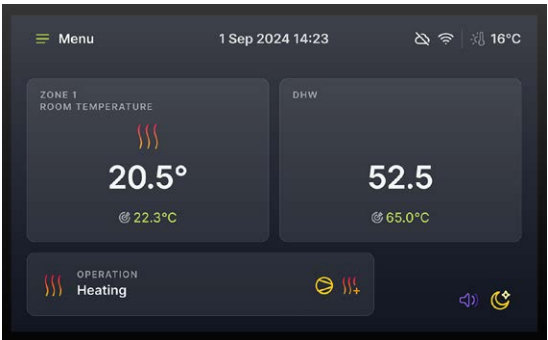 Menu
1 Sep 2024 14:23
16°C
ZONE 1
ROOM TEMPERATURE
20.5°
22.3°C
DHW
52.5
65.0°C
OPERATION
Heating